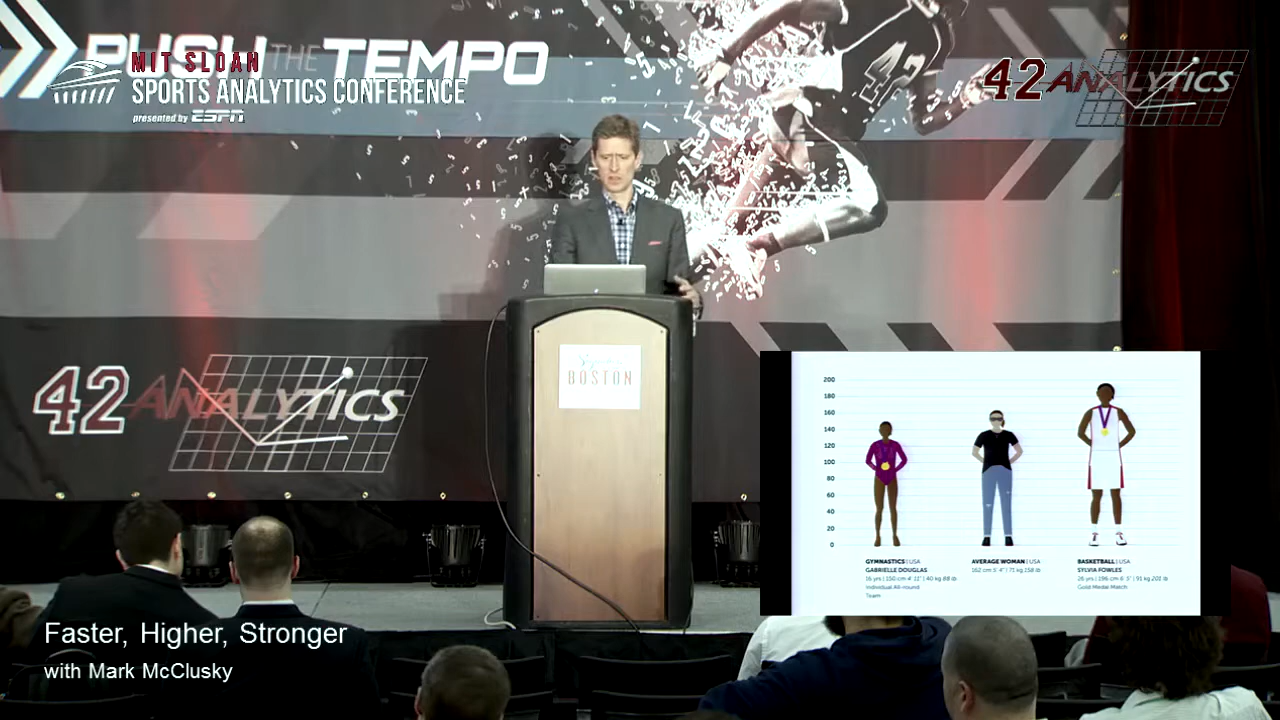 PUSH THE TEMPO
MIT SLOAN
SPORTS ANALYTICS CONFERENCE
presented by ESPN
42 ANALYTICS
42
42 ANALYTICS
BOSTON
200
180
160
140
120
100
80
60
40
20
0
GYMNASTICS | USA
GABRIELLE DOUGLAS
16 yrs | 150 cm 4' 11" | 40 kg 88 lb
Individual All-round
Team
AVERAGE WOMAN | USA
162 cm 5' 4" | 71 kg 158 lb
BASKETBALL | USA
SYLVIA FOWLES
26 yrs | 196 cm 6' 5" | 91 kg 201 lb
Gold Medal Match
Faster, Higher, Stronger
with Mark McClusky